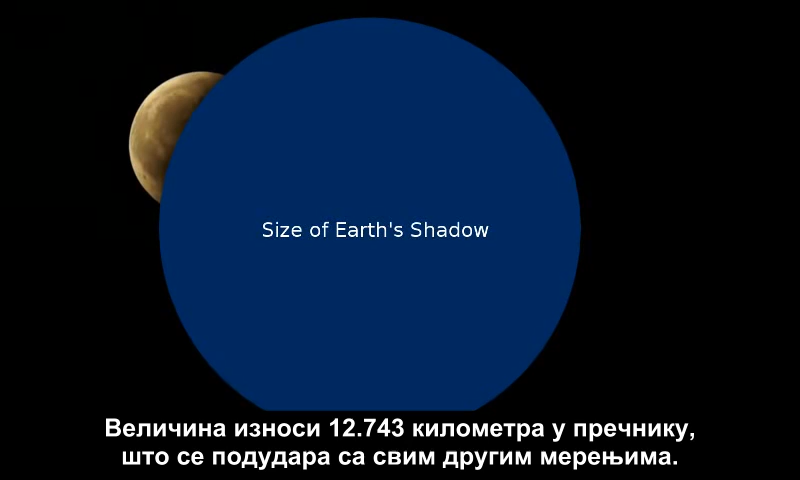 Size of Earth's Shadow
Величина износи 12.743 километра у пречнику,
што се подудара са свим другим мерењима.